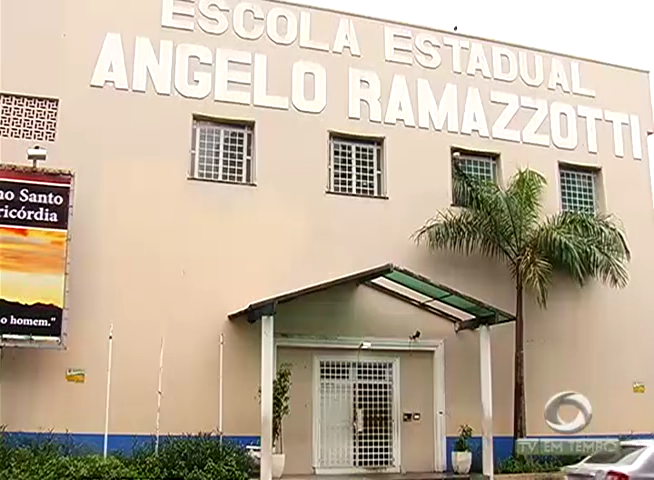 ESCOLA ESTADUAL
ANGELO RAMAZZOTTI
no Santo
ricórdia
o homem."
TV EM TEMPO